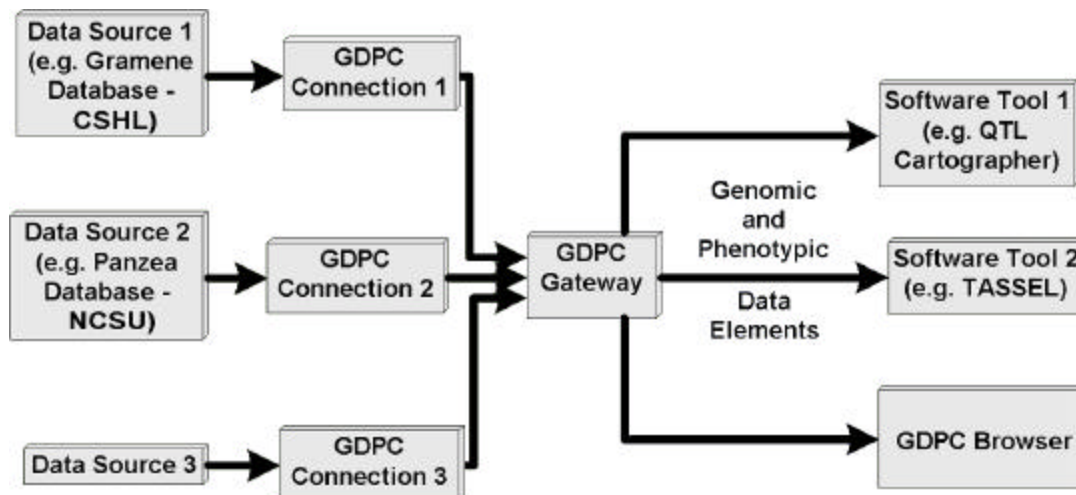 Data Source 1
(e.g. Gramene
Database -
CSHL)
GDPC
Connection 1
Data Source 2
(e.g. Panzea
Database -
NCSU)
GDPC
Connection 2
Data Source 3
GDPC
Connection 3
GDPC
Gateway
Genomic
and
Phenotypic
Data
Elements
Software Tool 1
(e.g. QTL
Cartographer)
Software Tool 2
(e.g. TASSEL)
GDPC Browser